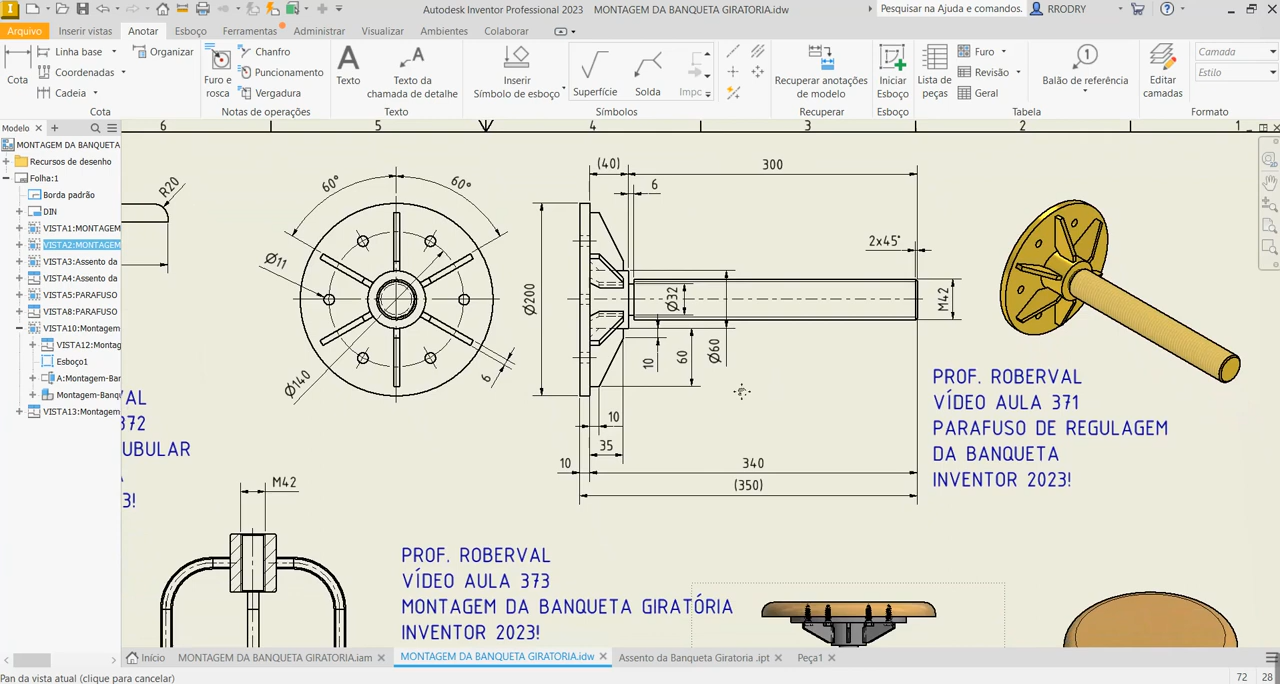 Autodesk Inventor Professional 2023 MONTAGEM DA BANQUETA GIRATORIA.idw
Pesquisar na Ajuda e comandos. RRODRY
Arquivo Inserir vistas Anotar Esboço Ferramentas Administrar Visualizar Ambientes Colaborar
Linha base Organizar Chanfro Camada
Coordenadas Puncionamento Estilo
Cadeia Vergadura
Cota Furo e rosca Texto Texto da chamada de detalhe Inserir Símbolo de esboço Superfície Solda Impc Recuperar anotações de modelo Iniciar Esboço Lista de peças Furo Revisão Geral Balão de referência Editar camadas
Cota Notas de operações Texto Símbolos Recuperar Esboço Tabela Formato
Modelo
6 5 4 3 2 1
MONTAGEM DA BANQUETA
Recursos de desenho
Folha:1
Borda padrão
DIN
VISTA1:MONTAGEM
VISTA2:MONTAGEM
VISTA3:Assento da
VISTA4:Assento da
VISTA5:PARAFUSO
VISTA8:PARAFUSO
VISTA10:Montagem
VISTA12:Montag
Esboço1
A:Montagem-Bar
Montagem-Banq
VISTA13:Montagem
R20
60° 60°
Ø11
Ø140
6
(40) 300
6
2x45°
Ø200
Ø32
M42
10
60
Ø60
10
35
10 340
(350)
PROF. ROBERVAL
VÍDEO AULA 371
PARAFUSO DE REGULAGEM
DA BANQUETA
INVENTOR 2023!
AL
372
UBULAR
3!
M42
PROF. ROBERVAL
VÍDEO AULA 373
MONTAGEM DA BANQUETA GIRATÓRIA
INVENTOR 2023!
Início MONTAGEM DA BANQUETA GIRATORIA.iam MONTAGEM DA BANQUETA GIRATORIA.idw Assento da Banqueta Giratoria .ipt Peça1
Pan da vista atual (clique para cancelar) 72 28